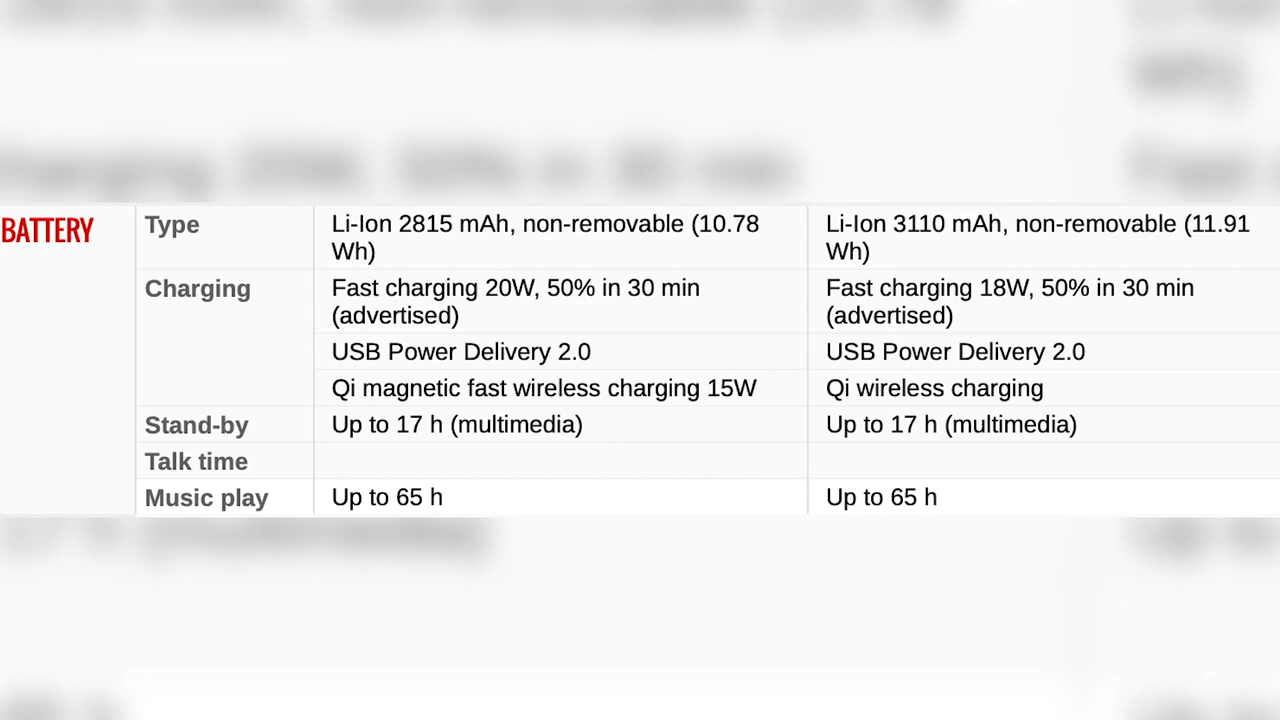 BATTERY
Type
Li-Ion 2815 mAh, non-removable (10.78
Wh)
Li-Ion 3110 mAh, non-removable (11.91
Wh)
Charging
Fast charging 20W, 50% in 30 min
(advertised)
Fast charging 18W, 50% in 30 min
(advertised)
USB Power Delivery 2.0
USB Power Delivery 2.0
Qi magnetic fast wireless charging 15W
Qi wireless charging
Stand-by
Up to 17 h (multimedia)
Up to 17 h (multimedia)
Talk time
Music play
Up to 65 h
Up to 65 h